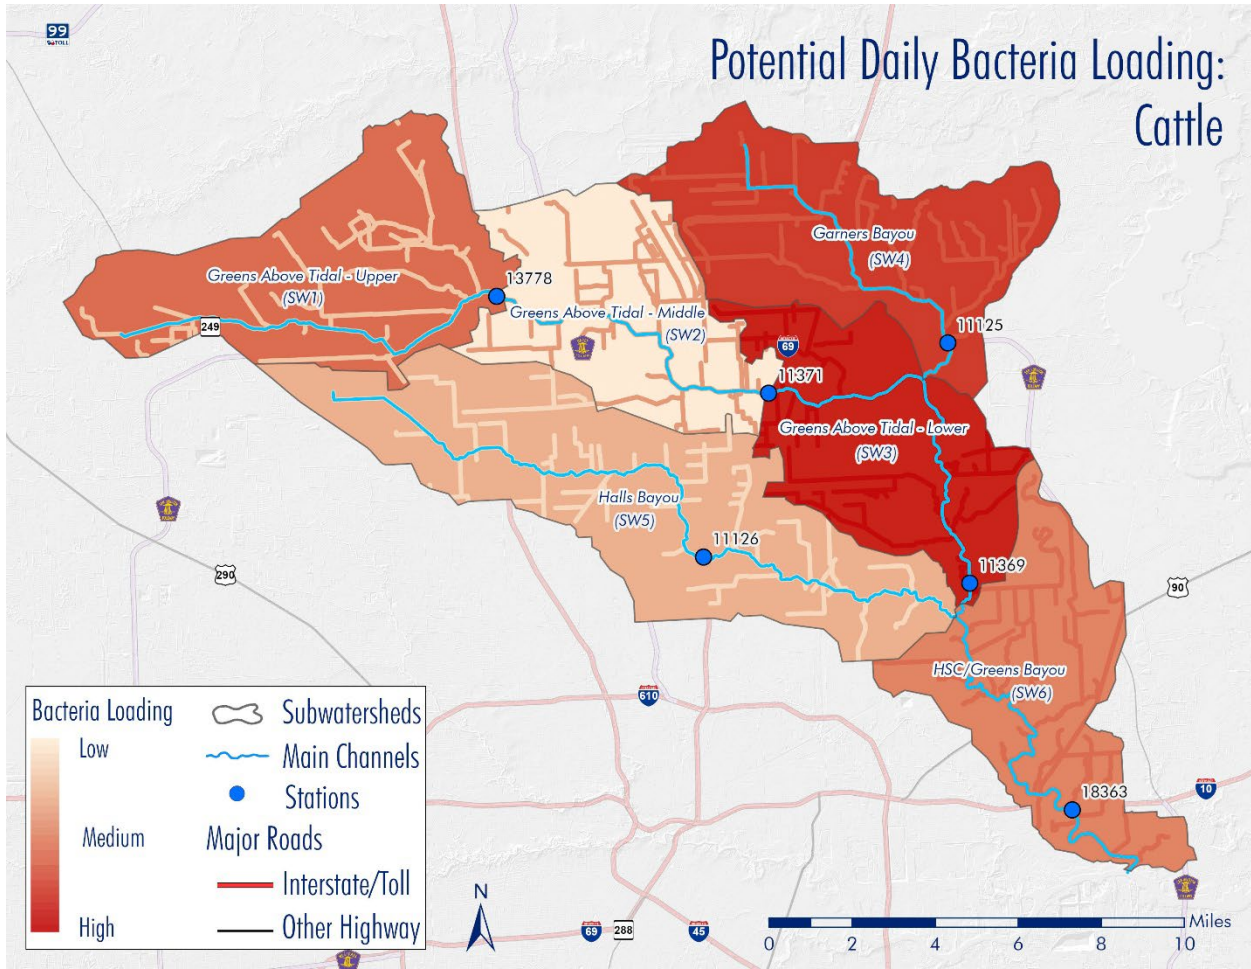 99
TOLL
Potential Daily Bacteria Loading:
Cattle
Garners Bayou
(SW4)
Greens Above Tidal - Upper
(SW1)
13778
Greens Above Tidal - Middle
(SW2)
249
11125
69
11371
Greens Above Tidal - Lower
(SW3)
Halls Bayou
(SW5)
11126
11369
290
90
HSC/Greens Bayou
(SW6)
610
18363
10
Bacteria Loading
Low
Medium
High
Subwatersheds
Main Channels
Stations
Major Roads
Interstate/Toll
Other Highway
N
69
288
45
Miles
0 2 4 6 8 10